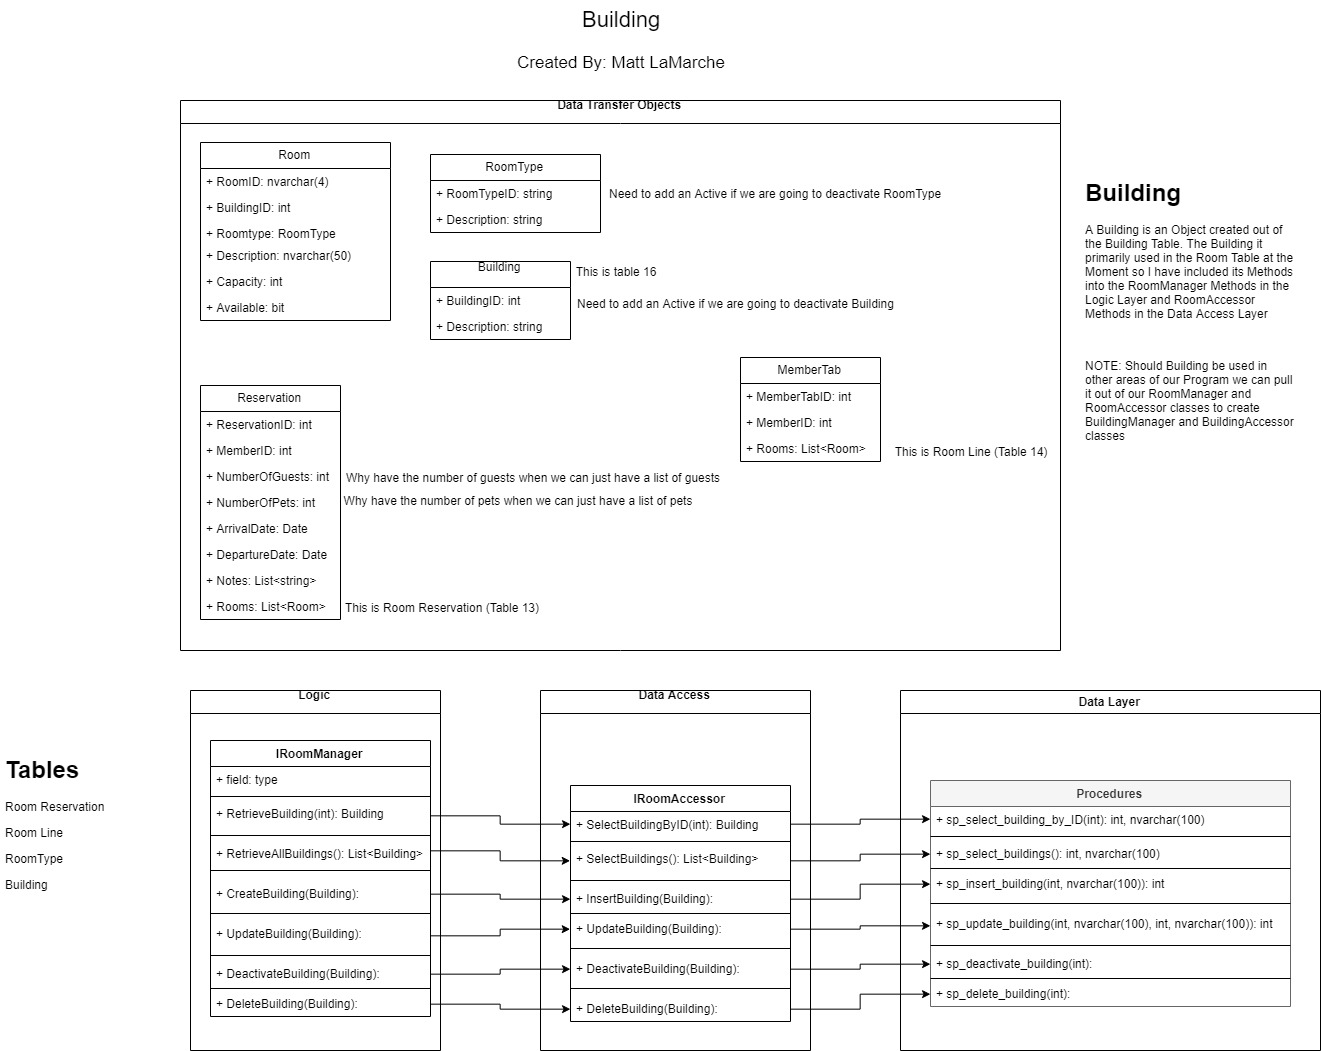 Building
Created By: Matt LaMarche
Data Transfer Objects
Room
+ RoomID: nvarchar(4)
+ BuildingID: int
+ Roomtype: RoomType
+ Description: nvarchar(50)
+ Capacity: int
+ Available: bit
RoomType
+ RoomTypeID: string
+ Description: string
Need to add an Active if we are going to deactivate RoomType
Building
+ BuildingID: int
+ Description: string
This is table 16
Need to add an Active if we are going to deactivate Building
MemberTab
+ MemberTabID: int
+ MemberID: int
+ Rooms: List<Room>
This is Room Line (Table 14)
Reservation
+ ReservationID: int
+ MemberID: int
+ NumberOfGuests: int
+ NumberOfPets: int
+ ArrivalDate: Date
+ DepartureDate: Date
+ Notes: List<string>
+ Rooms: List<Room>
Why have the number of guests when we can just have a list of guests
Why have the number of pets when we can just have a list of pets
This is Room Reservation (Table 13)
Building
A Building is an Object created out of
the Building Table. The Building it
primarily used in the Room Table at the
Moment so I have included its Methods
into the RoomManager Methods in the
Logic Layer and RoomAccessor
Methods in the Data Access Layer
NOTE: Should Building be used in
other areas of our Program we can pull
it out of our RoomManager and
RoomAccessor classes to create
BuildingManager and BuildingAccessor
classes
Tables
Room Reservation
Room Line
RoomType
Building
Logic
IRoomManager
+ field: type
+ RetrieveBuilding(int): Building
+ RetrieveAllBuildings(): List<Building>
+ CreateBuilding(Building):
+ UpdateBuilding(Building):
+ DeactivateBuilding(Building):
+ DeleteBuilding(Building):
Data Access
IRoomAccessor
+ SelectBuildingByID(int): Building
+ SelectBuildings(): List<Building>
+ InsertBuilding(Building):
+ UpdateBuilding(Building):
+ DeactivateBuilding(Building):
+ DeleteBuilding(Building):
Data Layer
Procedures
+ sp_select_building_by_ID(int): int, nvarchar(100)
+ sp_select_buildings(): int, nvarchar(100)
+ sp_insert_building(int, nvarchar(100)): int
+ sp_update_building(int, nvarchar(100), int, nvarchar(100)): int
+ sp_deactivate_building(int):
+ sp_delete_building(int):